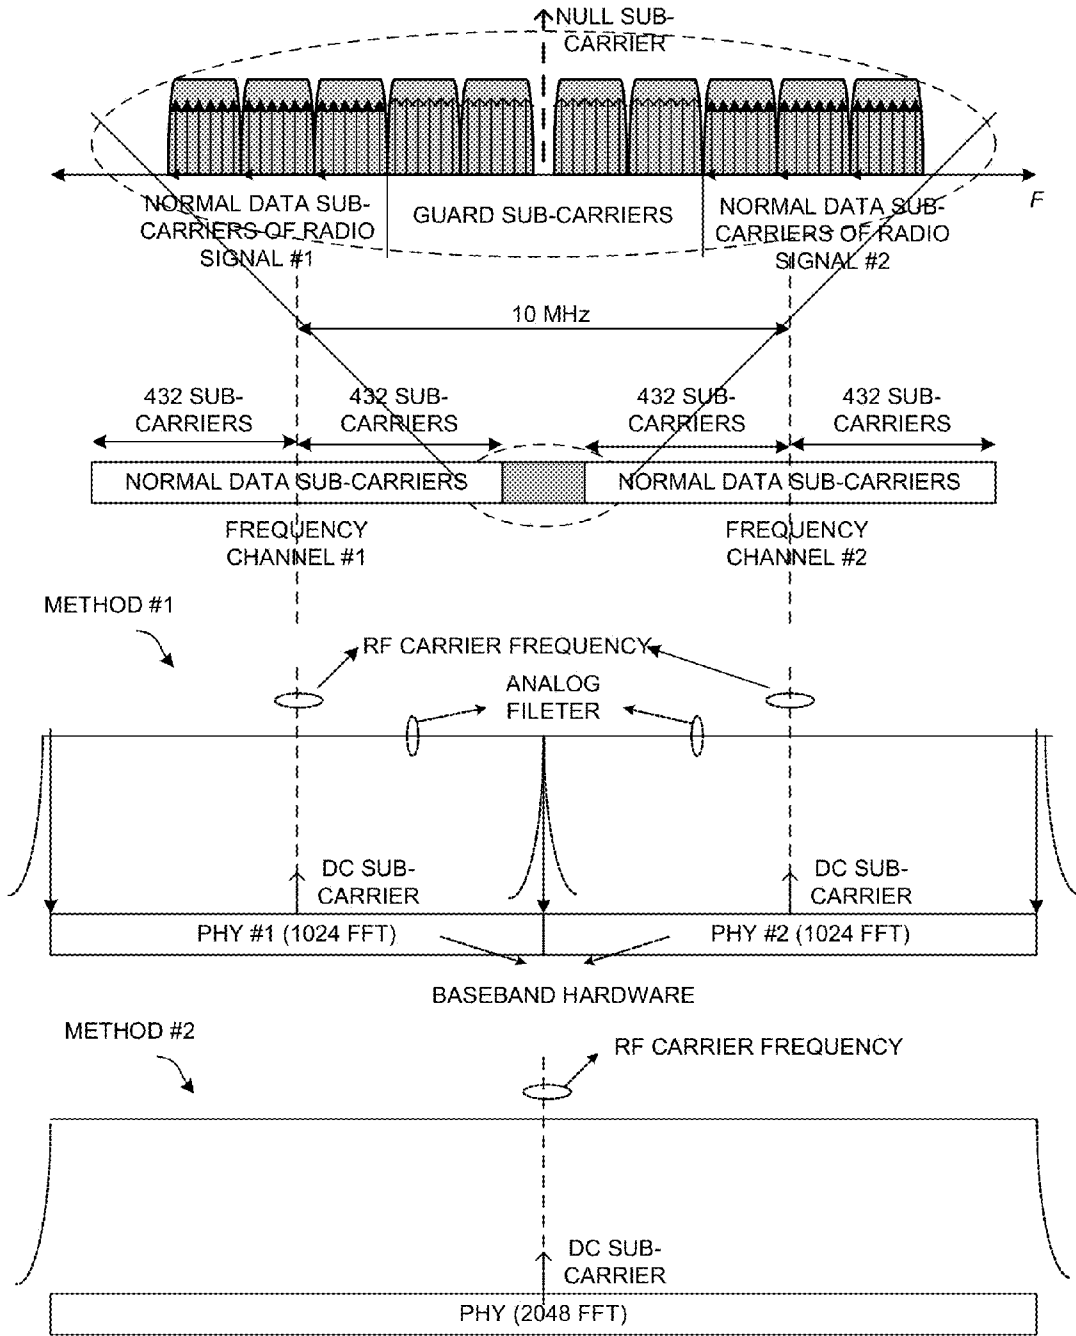 NULL SUB-
CARRIER
F
NORMAL DATA SUB-
CARRIERS OF RADIO
SIGNAL #1
GUARD SUB-CARRIERS
NORMAL DATA SUB-
CARRIERS OF RADIO
SIGNAL #2
10 MHz
432 SUB-
CARRIERS
432 SUB-
CARRIERS
432 SUB-
CARRIERS
432 SUB-
CARRIERS
NORMAL DATA SUB-CARRIERS
NORMAL DATA SUB-CARRIERS
FREQUENCY
CHANNEL #1
FREQUENCY
CHANNEL #2
METHOD #1
RF CARRIER FREQUENCY
ANALOG
FILETER
DC SUB-
CARRIER
DC SUB-
CARRIER
PHY #1 (1024 FFT)
PHY #2 (1024 FFT)
BASEBAND HARDWARE
METHOD #2
RF CARRIER FREQUENCY
DC SUB-
CARRIER
PHY (2048 FFT)